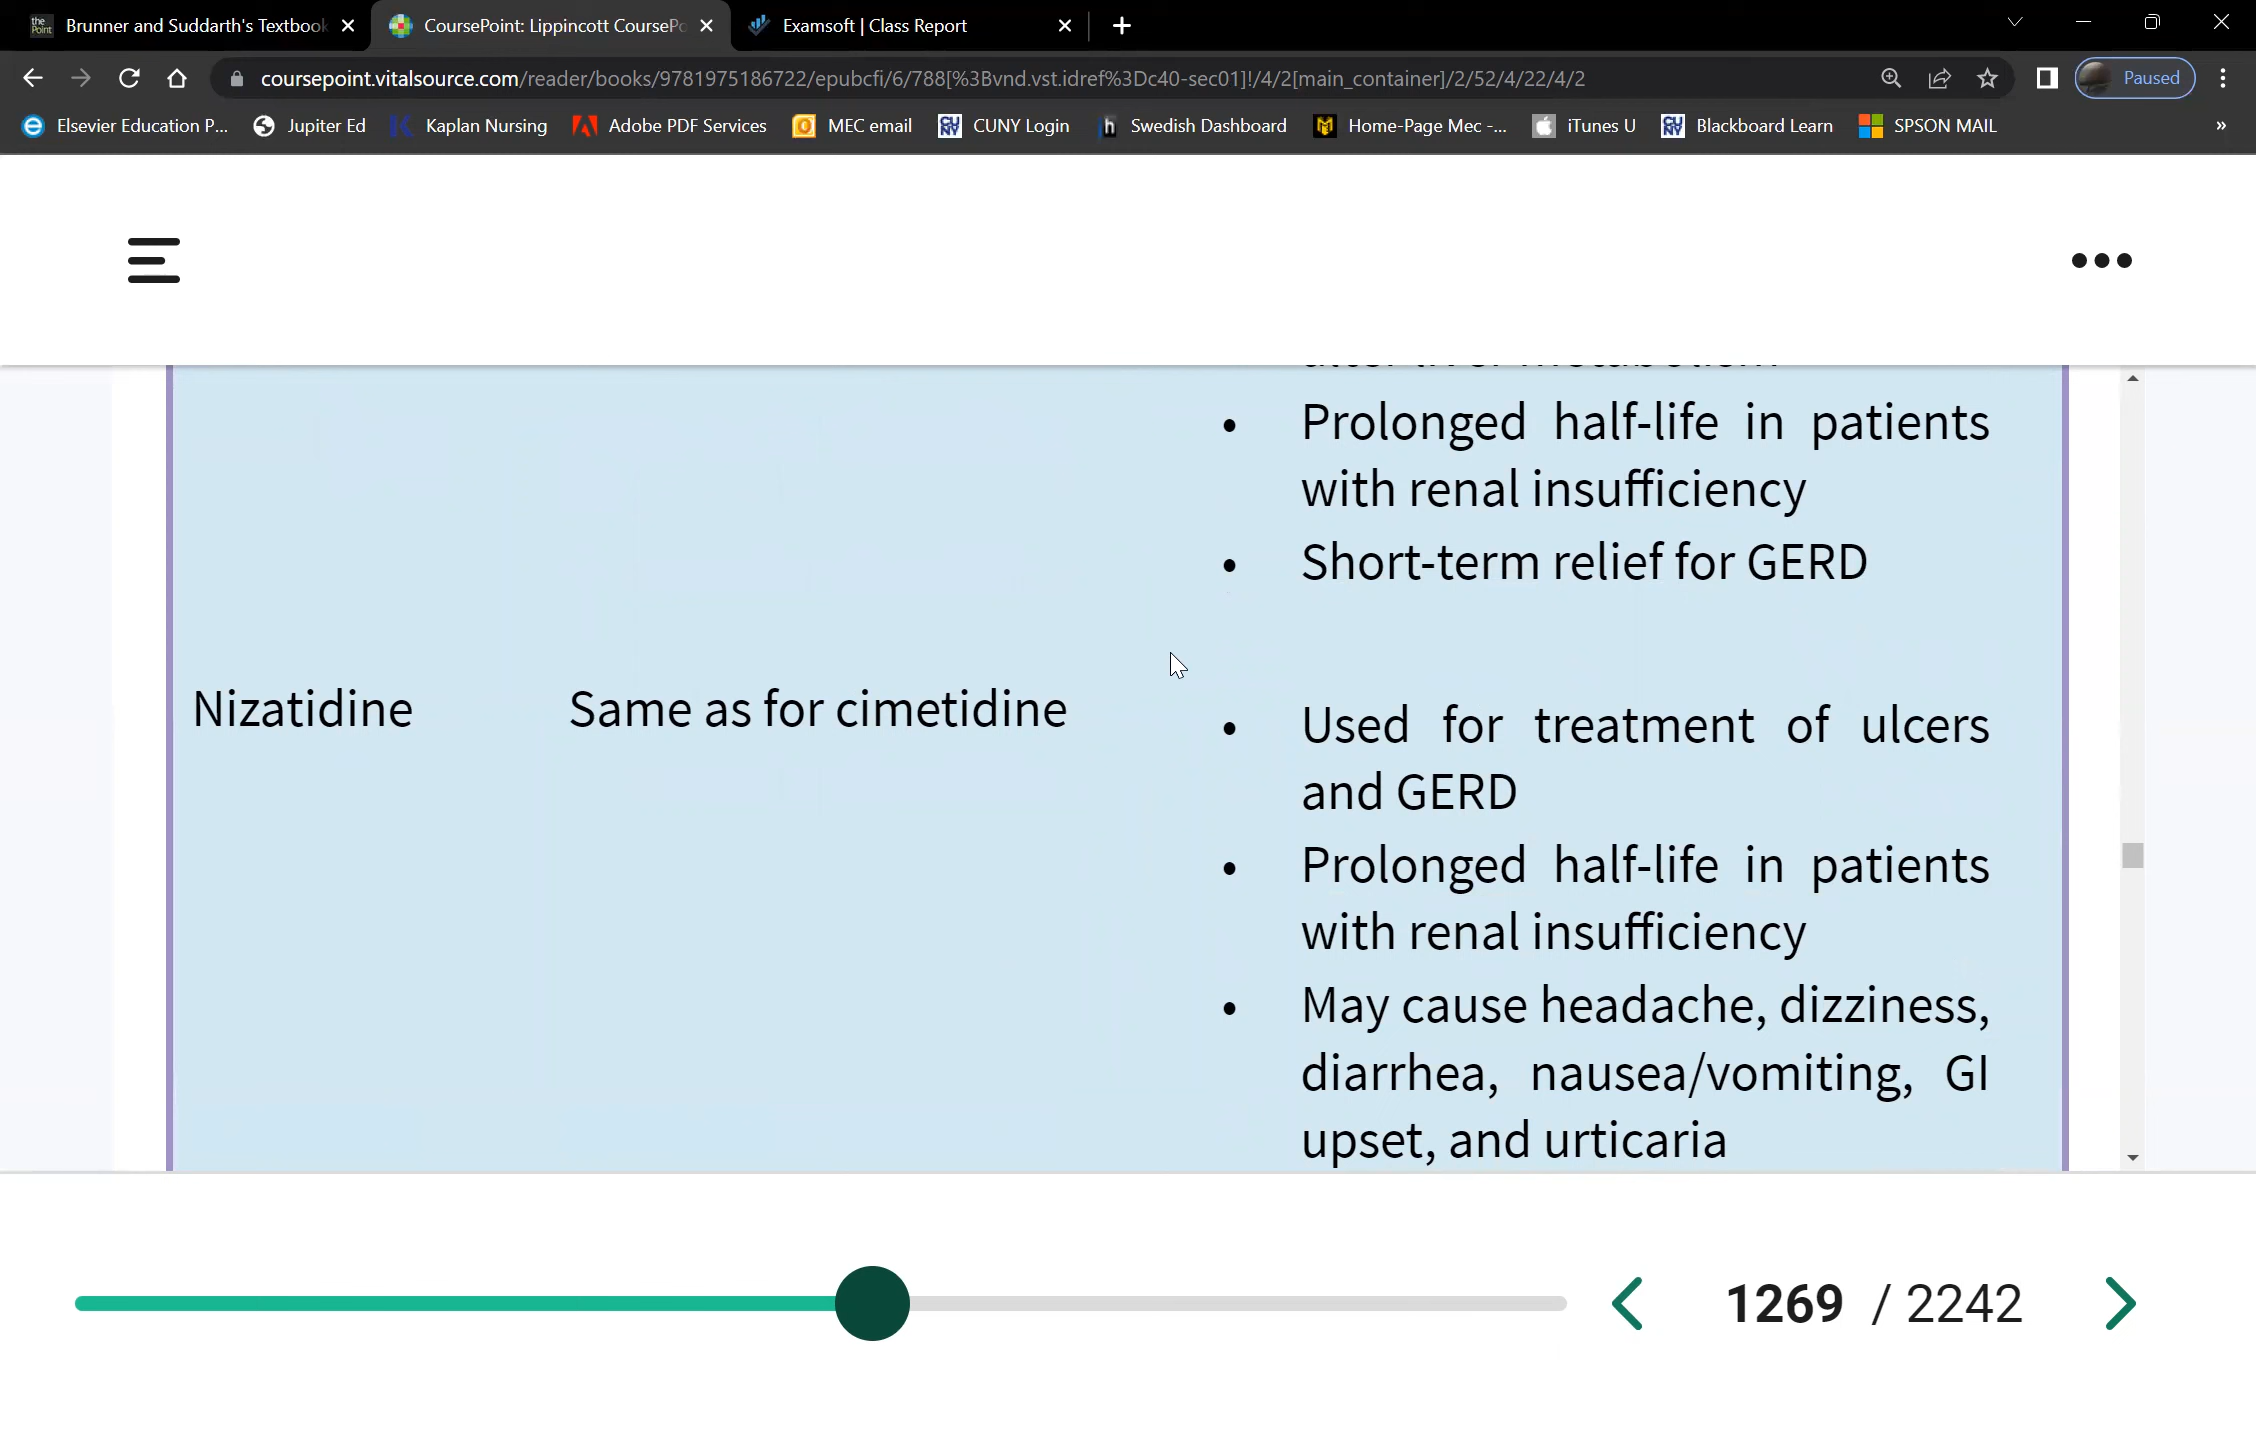 the Point Brunner and Suddarth's Textbook
CoursePoint: Lippincott CoursePo
Examsoft | Class Report
coursepoint.vitalsource.com/reader/books/9781975186722/epubcfi/6/788[%3Bvnd.vst.idref%3Dc40-sec01]!/4/2[main_container]/2/52/4/22/4/2
Paused
Elsevier Education P...
Jupiter Ed
Kaplan Nursing
Adobe PDF Services
MEC email
CUNY Login
Swedish Dashboard
Home-Page Mec -...
iTunes U
Blackboard Learn
SPSON MAIL
»
• Prolonged half-life in patients
with renal insufficiency
• Short-term relief for GERD
Nizatidine
Same as for cimetidine
• Used for treatment of ulcers
and GERD
• Prolonged half-life in patients
with renal insufficiency
• May cause headache, dizziness,
diarrhea, nausea/vomiting, GI
upset, and urticaria
1269 / 2242